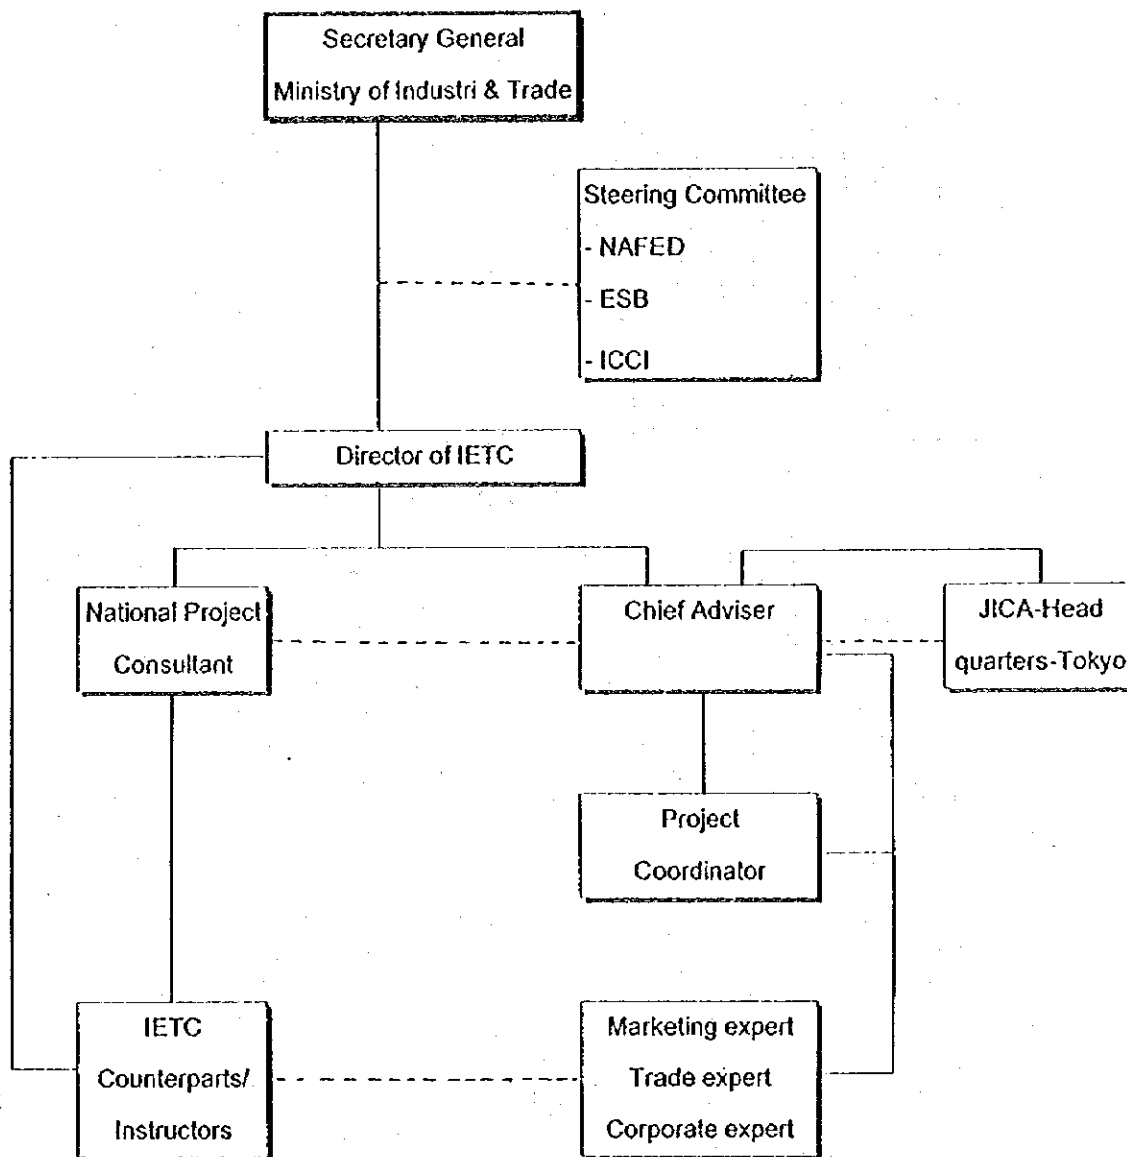 Secretary General
Ministry of Industri & Trade
Steering Committee
- NAFED
- ESB
- ICCI
Director of IETC
National Project
Consultant
Chief Adviser
JICA-Head
quarters-Tokyo
Project
Coordinator
IETC
Counterparts/
Instructors
Marketing expert
Trade expert
Corporate expert